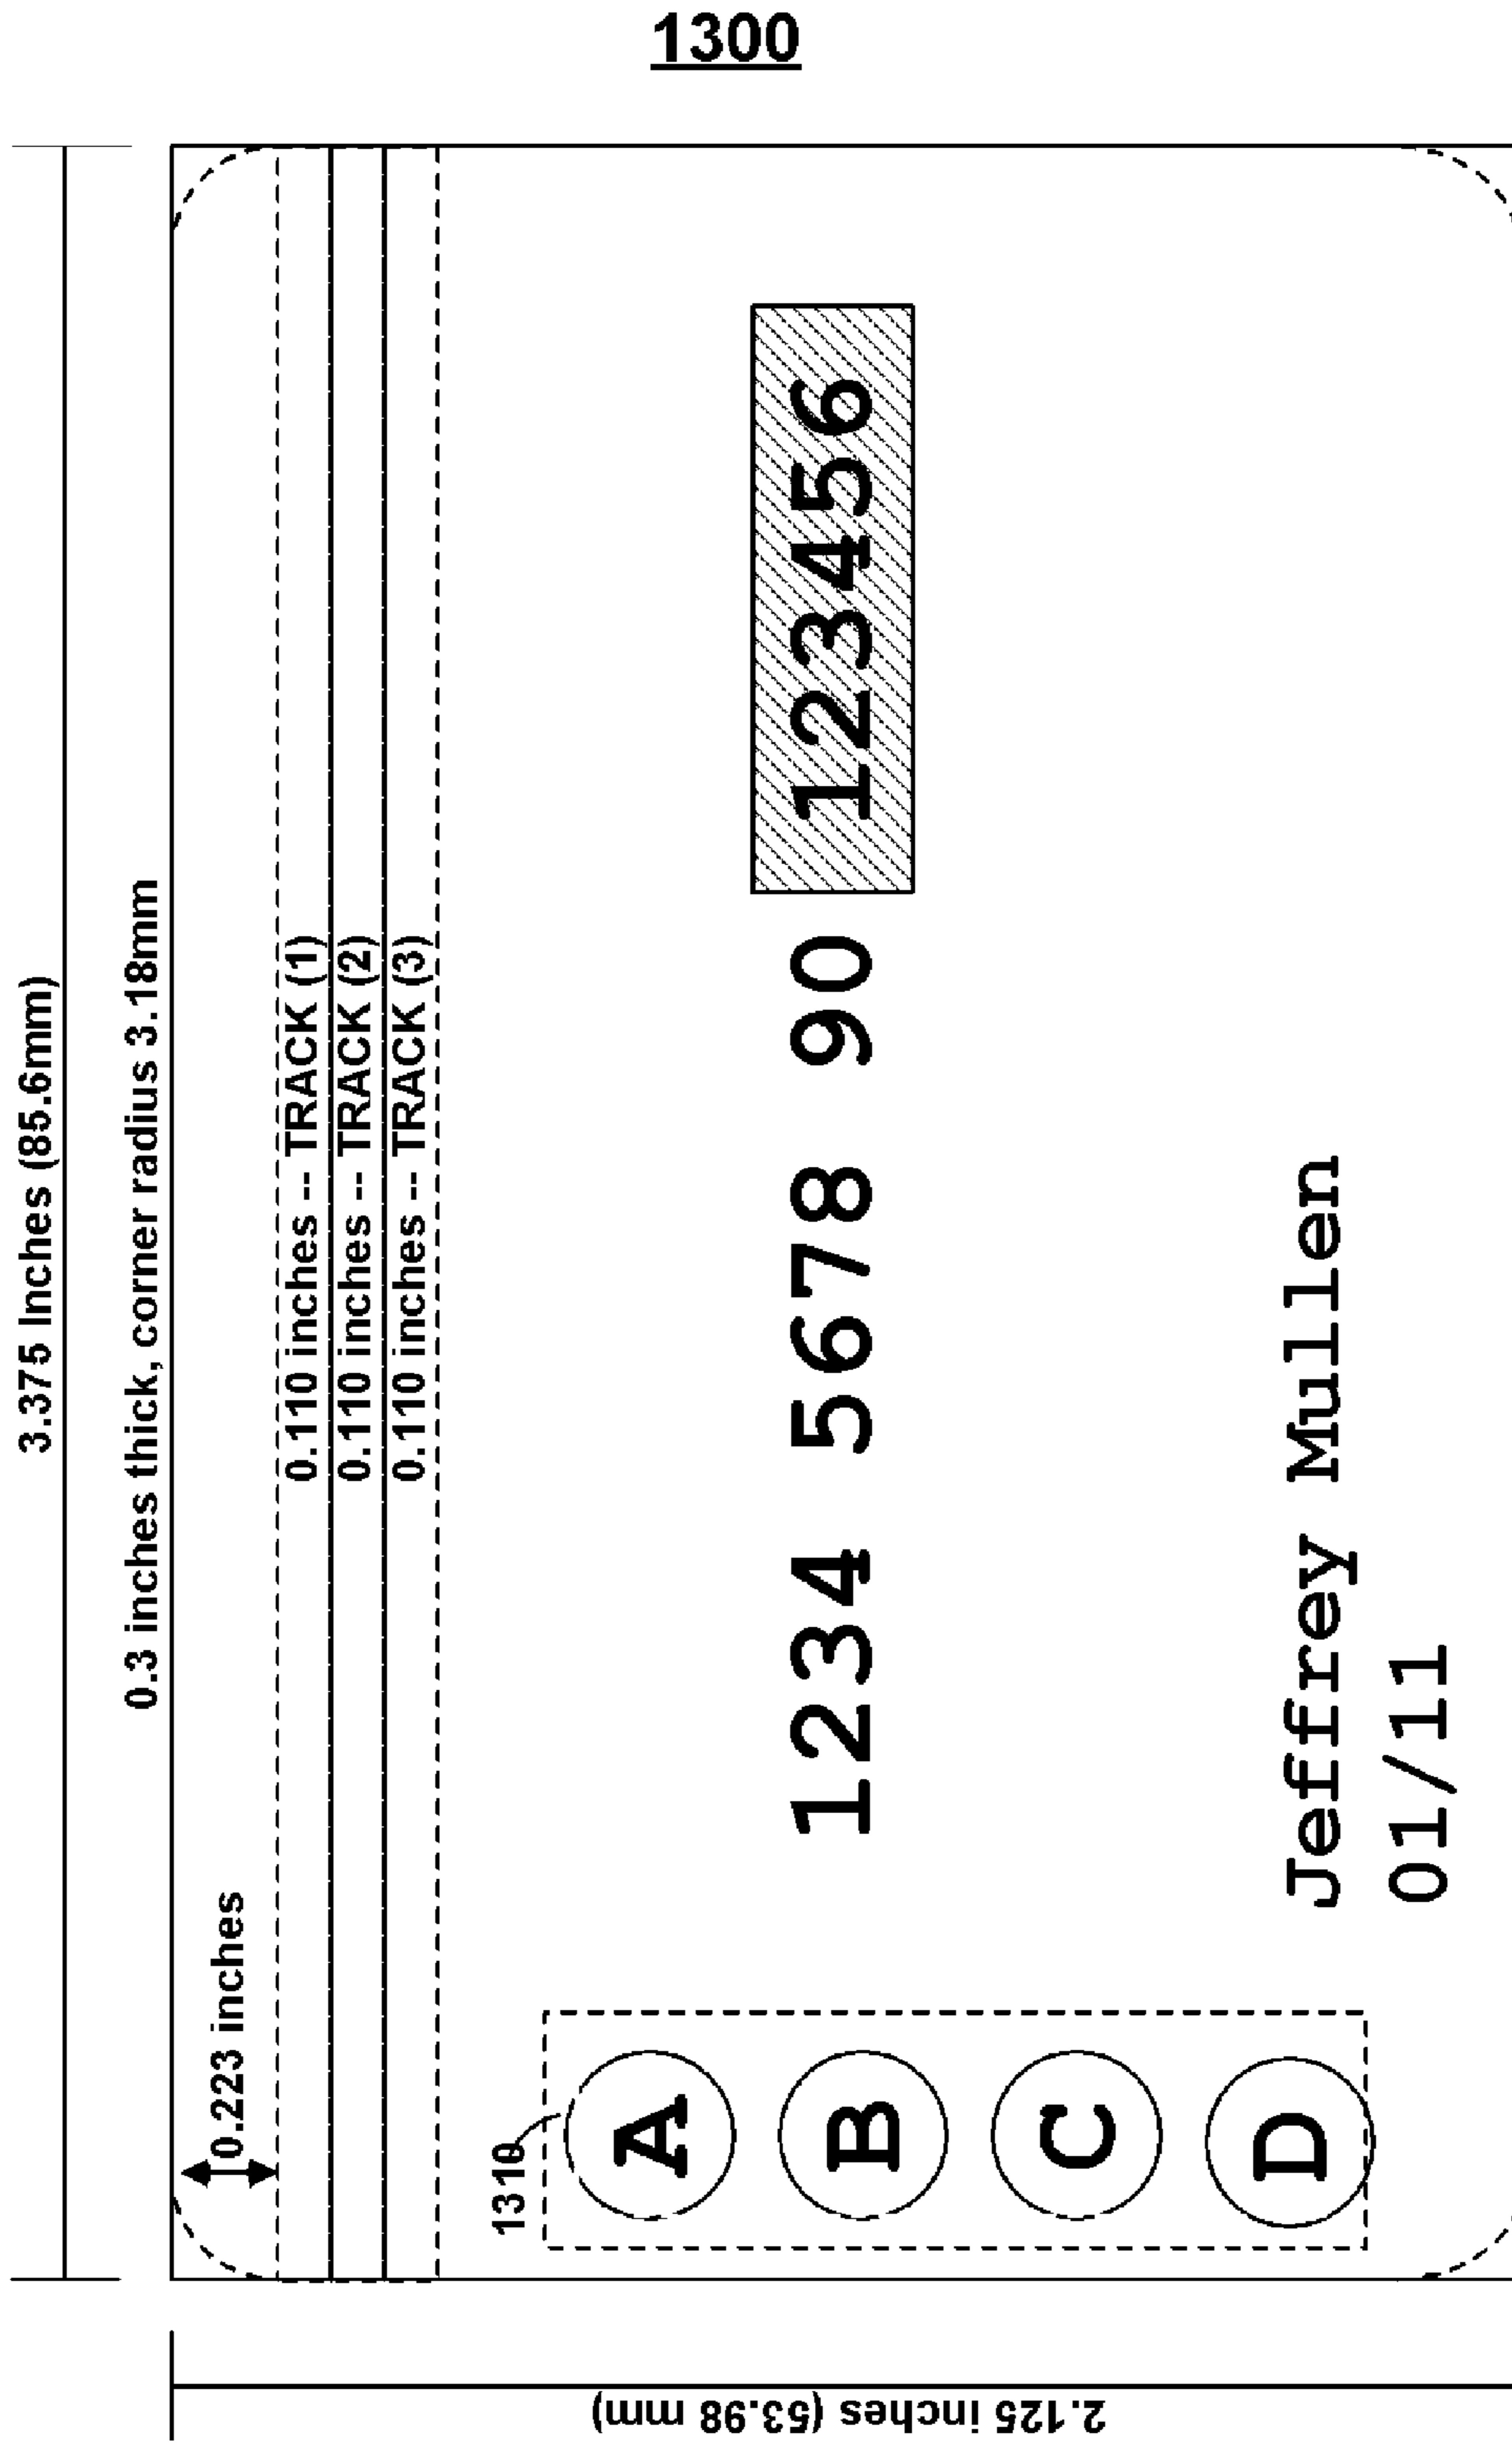 1300
3.375 Inches (85.6mm)
0.3 inches thick, corner radius 3.18mm
0.223 inches
0.110 inches -- TRACK (1)
0.110 inches -- TRACK (2)
0.110 inches -- TRACK (3)
1310
A
B
C
D
1234 5678 90 123456
Jeffrey Mullen
01/11
2.125 inches (53.98 mm)